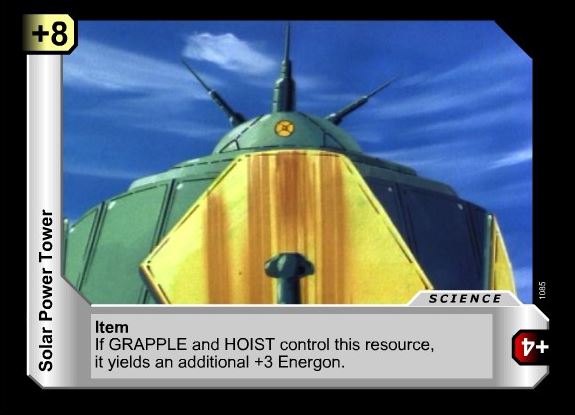 +8
Solar Power Tower
SCIENCE
1085
Item
If GRAPPLE and HOIST control this resource,
it yields an additional +3 Energon.
+4